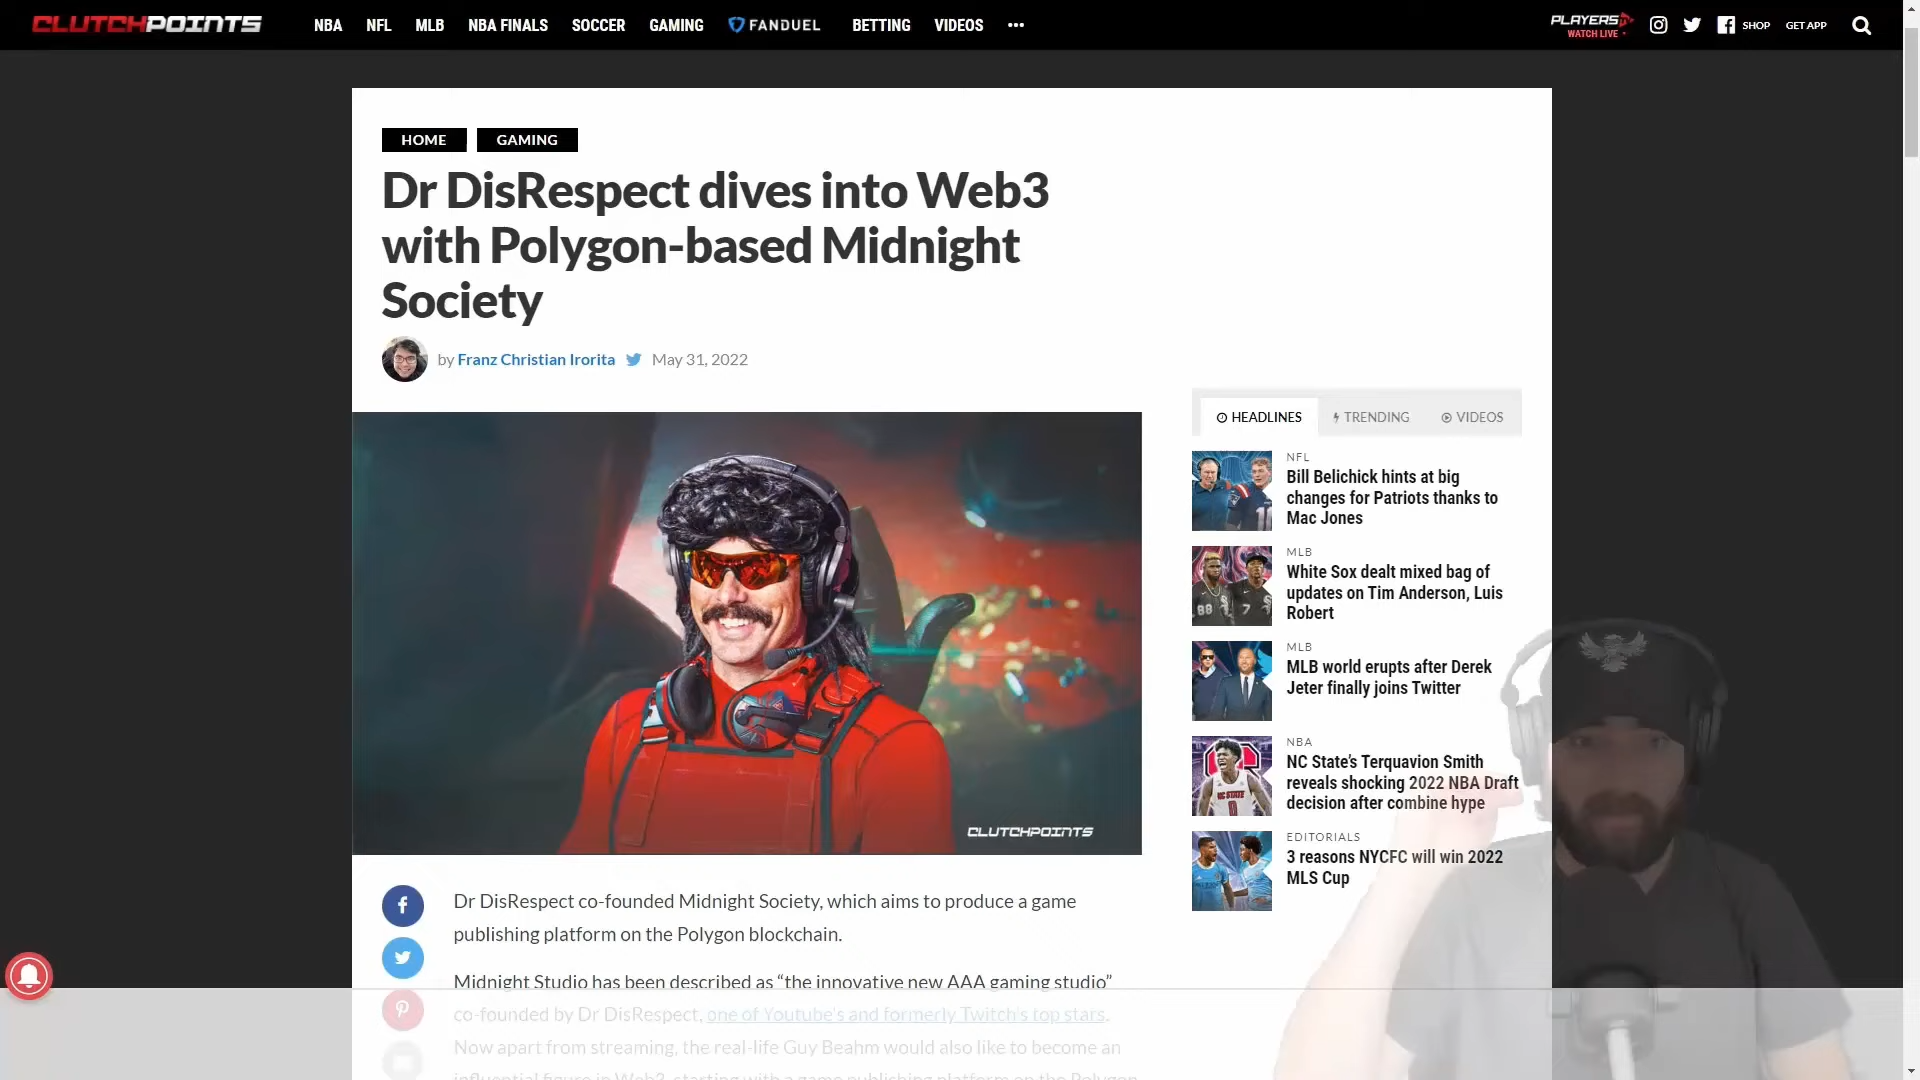 CLUTCHPOINTS NBA NFL MLB NBA FINALS SOCCER GAMING FANDUEL BETTING VIDEOS ••• PLAYERS TV WATCH LIVE SHOP GET APP
HOME GAMING
Dr DisRespect dives into Web3
with Polygon-based Midnight
Society
by Franz Christian Irorita May 31, 2022
CLUTCHPOINTS
Dr DisRespect co-founded Midnight Society, which aims to produce a game
publishing platform on the Polygon blockchain.
Midnight Studio has been described as “the innovative new AAA gaming studio”
co-founded by Dr DisRespect, one of Youtube's and formerly Twitch's top stars.
Now apart from streaming, the real-life Guy Beahm would also like to become an
influential figure in Web3, starting with a game publishing platform on the Polygon
HEADLINES TRENDING VIDEOS
NFL
Bill Belichick hints at big
changes for Patriots thanks to
Mac Jones
MLB
White Sox dealt mixed bag of
updates on Tim Anderson, Luis
Robert
MLB
MLB world erupts after Derek
Jeter finally joins Twitter
NBA
NC State’s Terquavion Smith
reveals shocking 2022 NBA Draft
decision after combine hype
EDITORIALS
3 reasons NYCFC will win 2022
MLS Cup